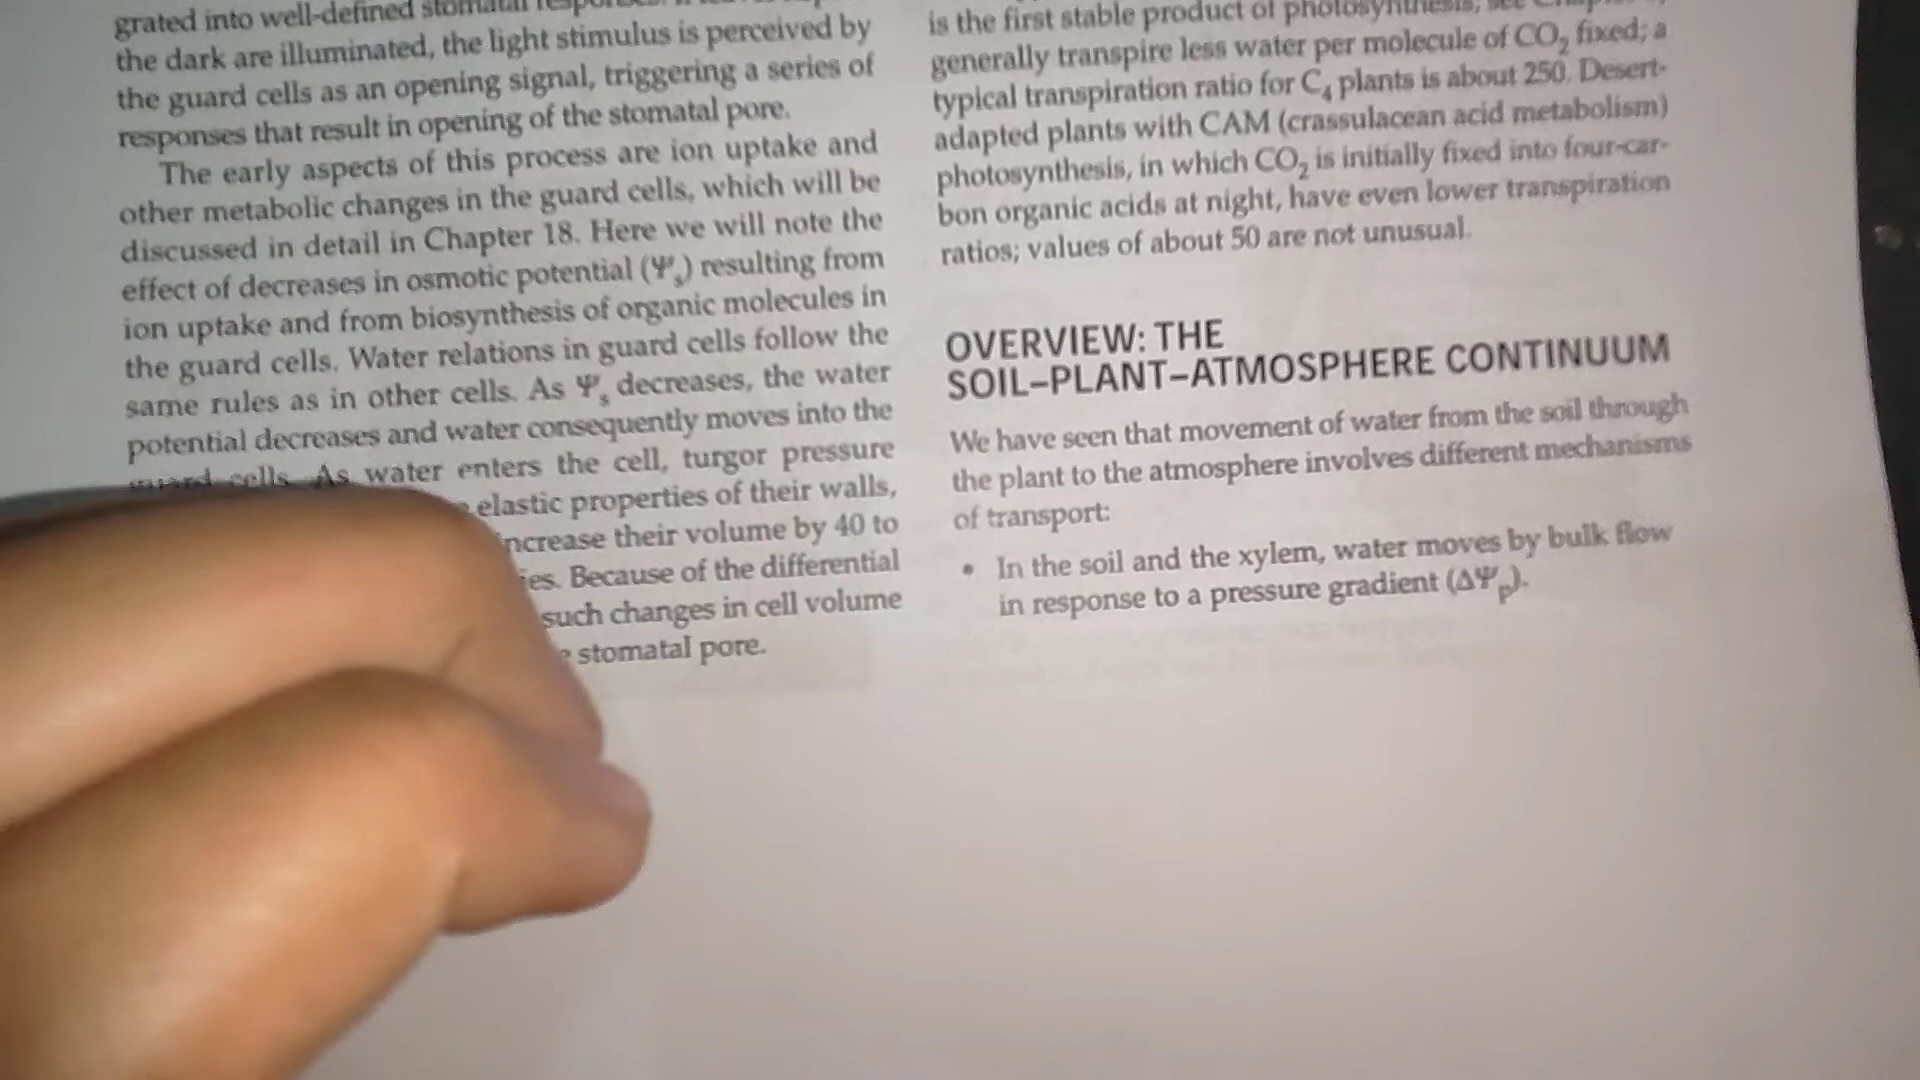 grated into well-defined stomatal
the dark are illuminated, the light stimulus is perceived by
the guard cells as an opening signal, triggering a series of
responses that result in opening of the stomatal pore.
The early aspects of this process are ion uptake and
other metabolic changes in the guard cells, which will be
discussed in detail in Chapter 18. Here we will note the
effect of decreases in osmotic potential (Ψs) resulting from
ion uptake and from biosynthesis of organic molecules in
the guard cells. Water relations in guard cells follow the
same rules as in other cells. As Ψs decreases, the water
potential decreases and water consequently moves into the
guard cells. As water enters the cell, turgor pressure
elastic properties of their walls,
increase their volume by 40 to
Because of the differential
such changes in cell volume
stomatal pore.
is the first stable product of photosynthesis; see
generally transpire less water per molecule of CO₂ fixed; a
typical transpiration ratio for C₄ plants is about 250. Desert-
adapted plants with CAM (crassulacean acid metabolism)
photosynthesis, in which CO₂ is initially fixed into four-car-
bon organic acids at night, have even lower transpiration
ratios; values of about 50 are not unusual.
OVERVIEW: THE
SOIL–PLANT–ATMOSPHERE CONTINUUM
We have seen that movement of water from the soil through
the plant to the atmosphere involves different mechanisms
of transport:
• In the soil and the xylem, water moves by bulk flow
in response to a pressure gradient (ΔΨp).